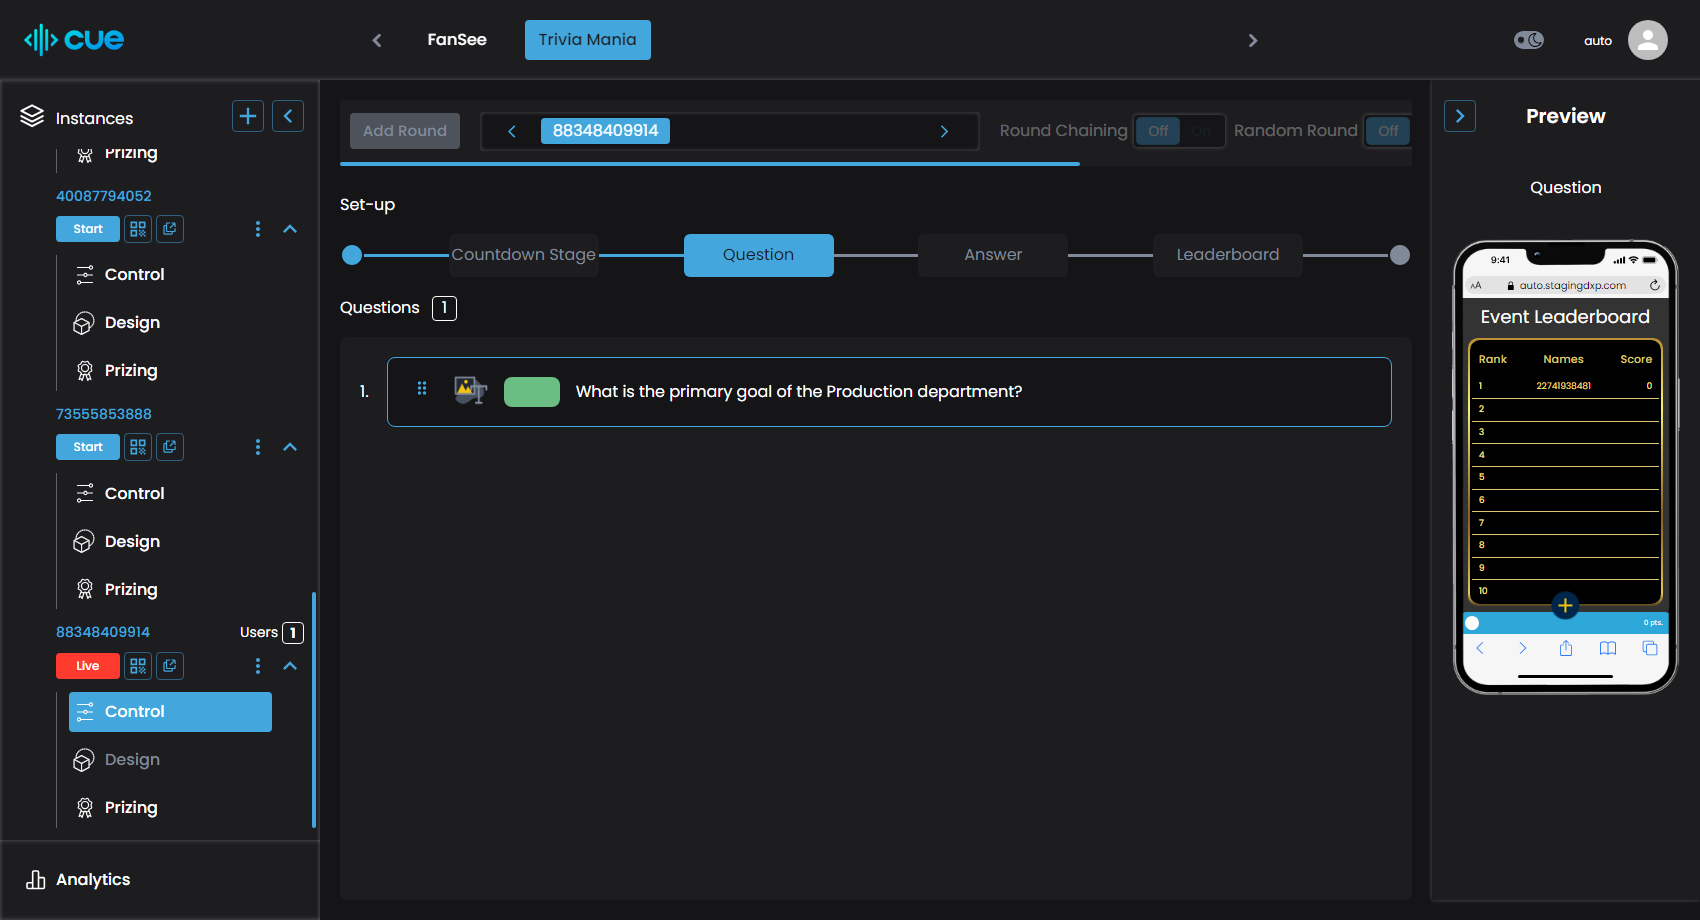 cue
FanSee
Trivia Mania
auto
Instances
Prizing
40087794052
Start
Control
Design
Prizing
73555853888
Start
Control
Design
Prizing
88348409914
Users 1
Live
Control
Design
Prizing
Analytics
Add Round
88348409914
Round Chaining
Off
On
Random Round
Off
Set-up
Countdown Stage
Question
Answer
Leaderboard
Questions 1
1.
What is the primary goal of the Production department?
Preview
Question
9:41
AA
auto.stagingdxp.com
Event Leaderboard
Rank Names Score
1 22741938481 0
2
3
4
5
6
7
8
9
10
0 pts.